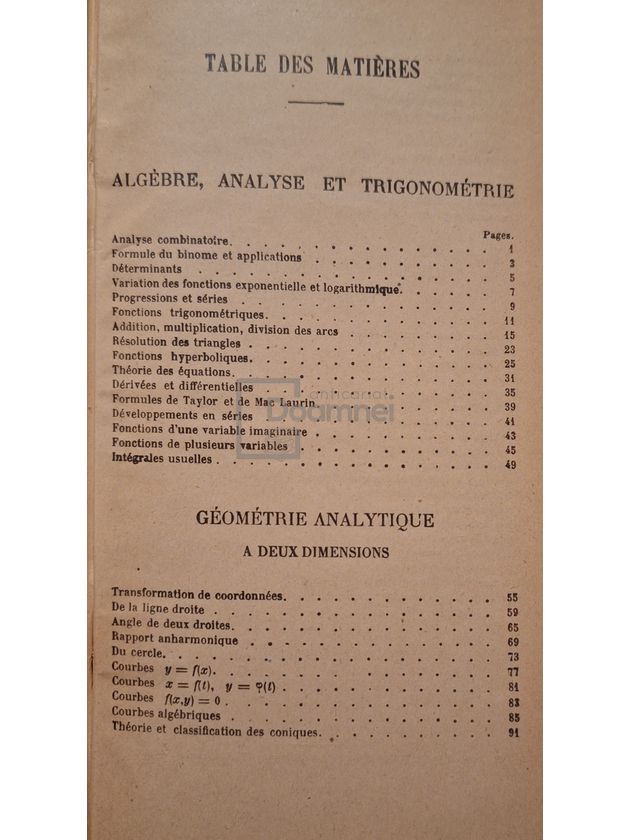 TABLE DES MATIÈRES
ALGÈBRE, ANALYSE ET TRIGONOMÉTRIE
Pages.
Analyse combinatoire. . . . . . . . . . . . . . . 1
Formule du binome et applications . . . . . . . . . . 3
Déterminants . . . . . . . . . . . . . . . . 5
Variation des fonctions exponentielle et logarithmique. . . . . . 7
Progressions et séries . . . . . . . . . . . . . . 9
Fonctions trigonométriques. . . . . . . . . . . . . 11
Addition, multiplication, division des arcs . . . . . . . . 15
Résolution des triangles . . . . . . . . . . . . . 23
Fonctions hyperboliques. . . . . . . . . . . . . . 25
Théorie des équations. . . . . . . . . . . . . . 31
Dérivées et différentielles . . . . . . . . . . . . 35
Formules de Taylor et de Mac Laurin. . . . . . . . . . 39
Développements en séries . . . . . . . . . . . . . 41
Fonctions d'une variable imaginaire . . . . . . . . . . 43
Fonctions de plusieurs variables . . . . . . . . . . . 45
Intégrales usuelles . . . . . . . . . . . . . . . 49
anticariat
Doamnei
GÉOMÉTRIE ANALYTIQUE
A DEUX DIMENSIONS
Transformation de coordonnées. . . . . . . . . . . . 55
De la ligne droite . . . . . . . . . . . . . . . 59
Angle de deux droites. . . . . . . . . . . . . . 65
Rapport anharmonique . . . . . . . . . . . . . . 69
Du cercle. . . . . . . . . . . . . . . . . . 73
Courbes y = f(x). . . . . . . . . . . . . . . 77
Courbes x = f(t), y = φ(t) . . . . . . . . . . . . 81
Courbes f(x,y) = 0 . . . . . . . . . . . . . . 83
Courbes algébriques . . . . . . . . . . . . . . 85
Théorie et classification des coniques. . . . . . . . . . 91